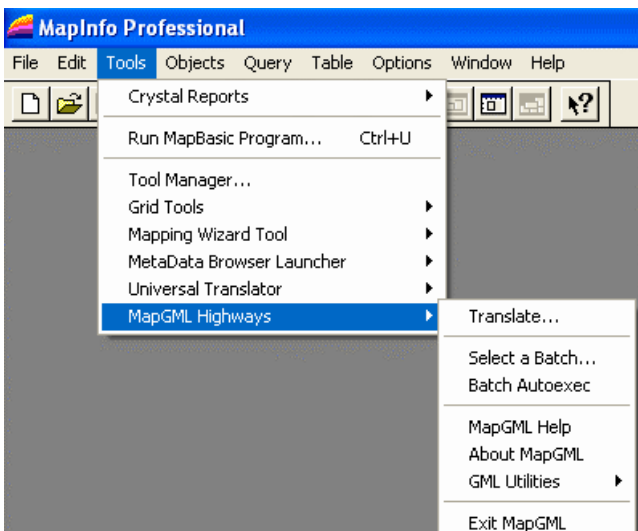 MapInfo Professional
File Edit Tools Objects Query Table Options Window Help
Crystal Reports
Run MapBasic Program... Ctrl+U
Tool Manager...
Grid Tools
Mapping Wizard Tool
MetaData Browser Launcher
Universal Translator
MapGML Highways
Translate...
Select a Batch...
Batch Autoexec
MapGML Help
About MapGML
GML Utilities
Exit MapGML